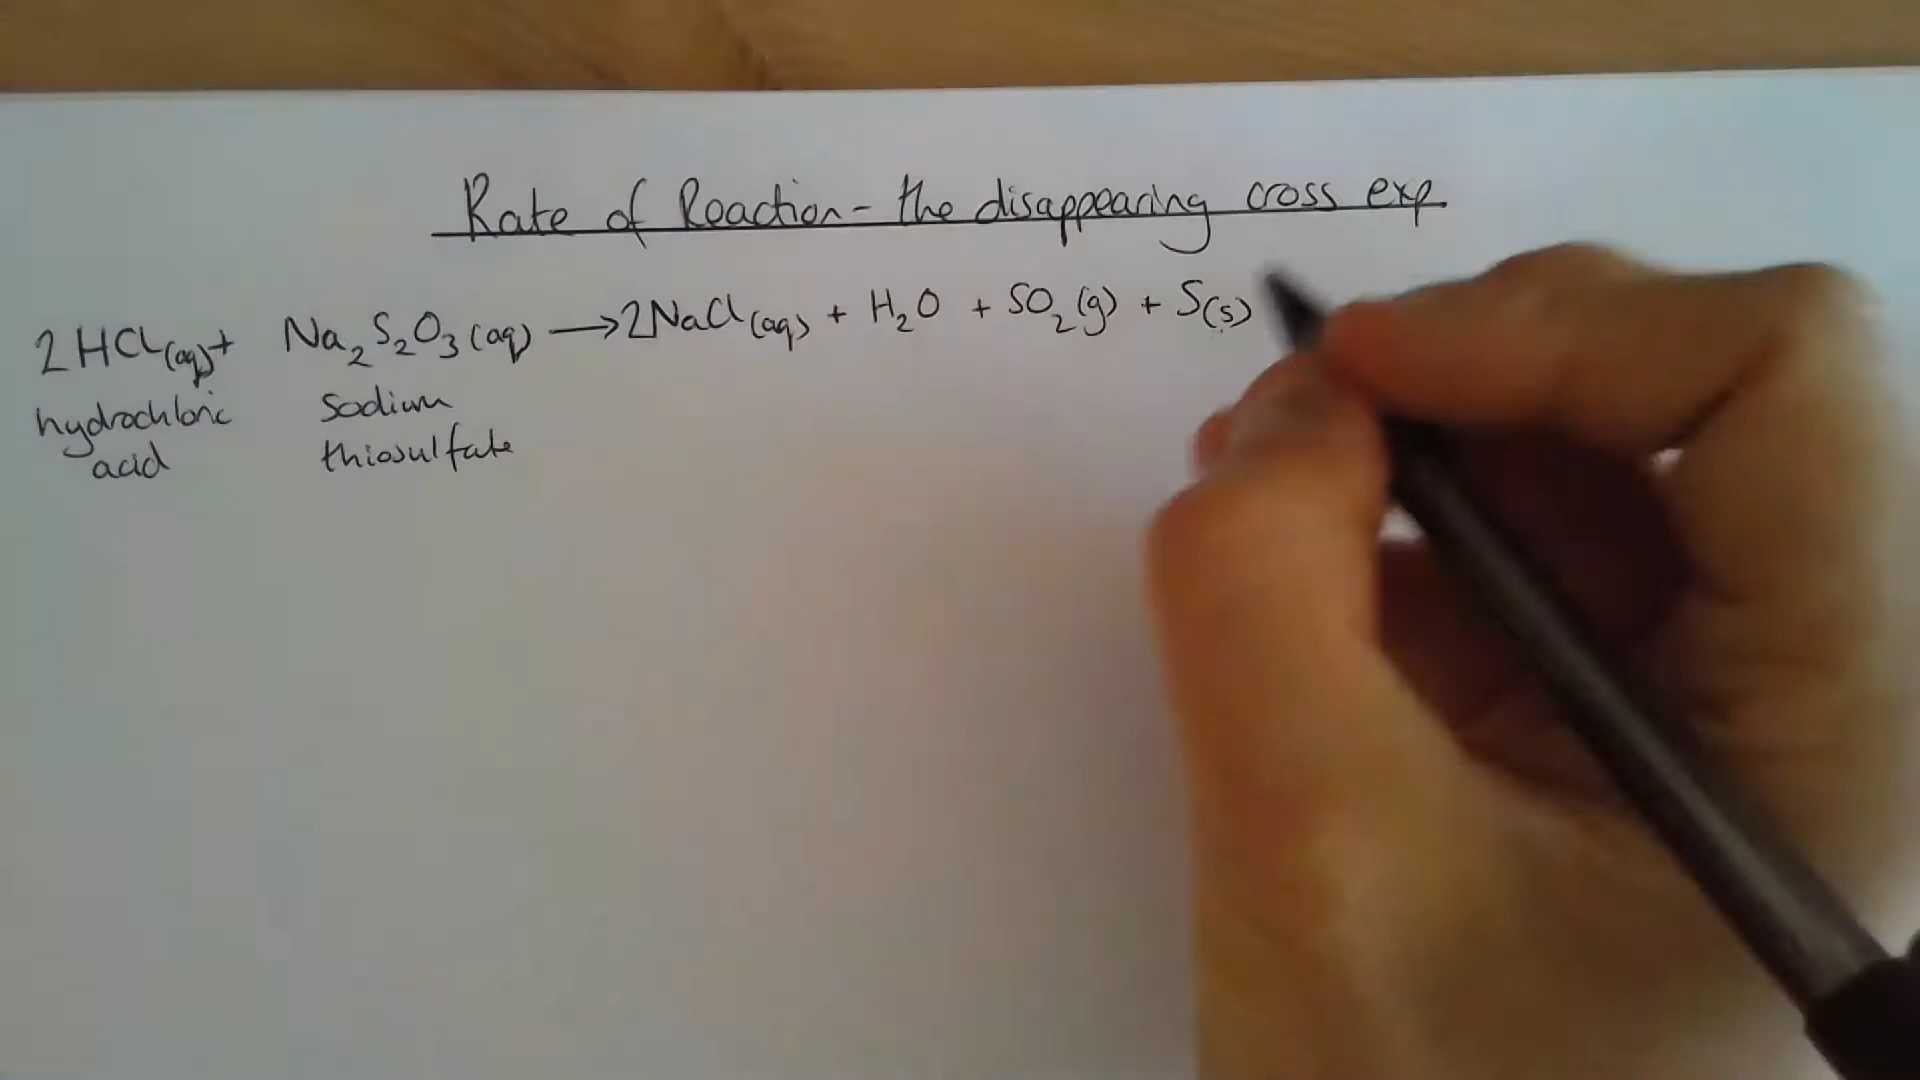 Rate of Reaction - the disappearing cross exp.
2HCl(aq) + Na₂S₂O₃(aq) → 2NaCl(aq) + H₂O + SO₂(g) + S(s)
hydrochloric sodium
acid thiosulfate